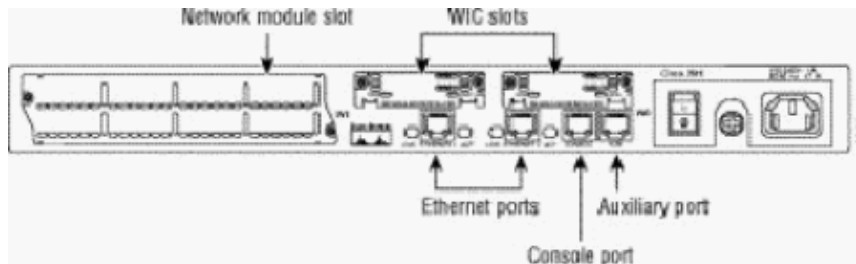 Network module slot
WIC slots
Ethernet ports
Auxiliary port
Console port